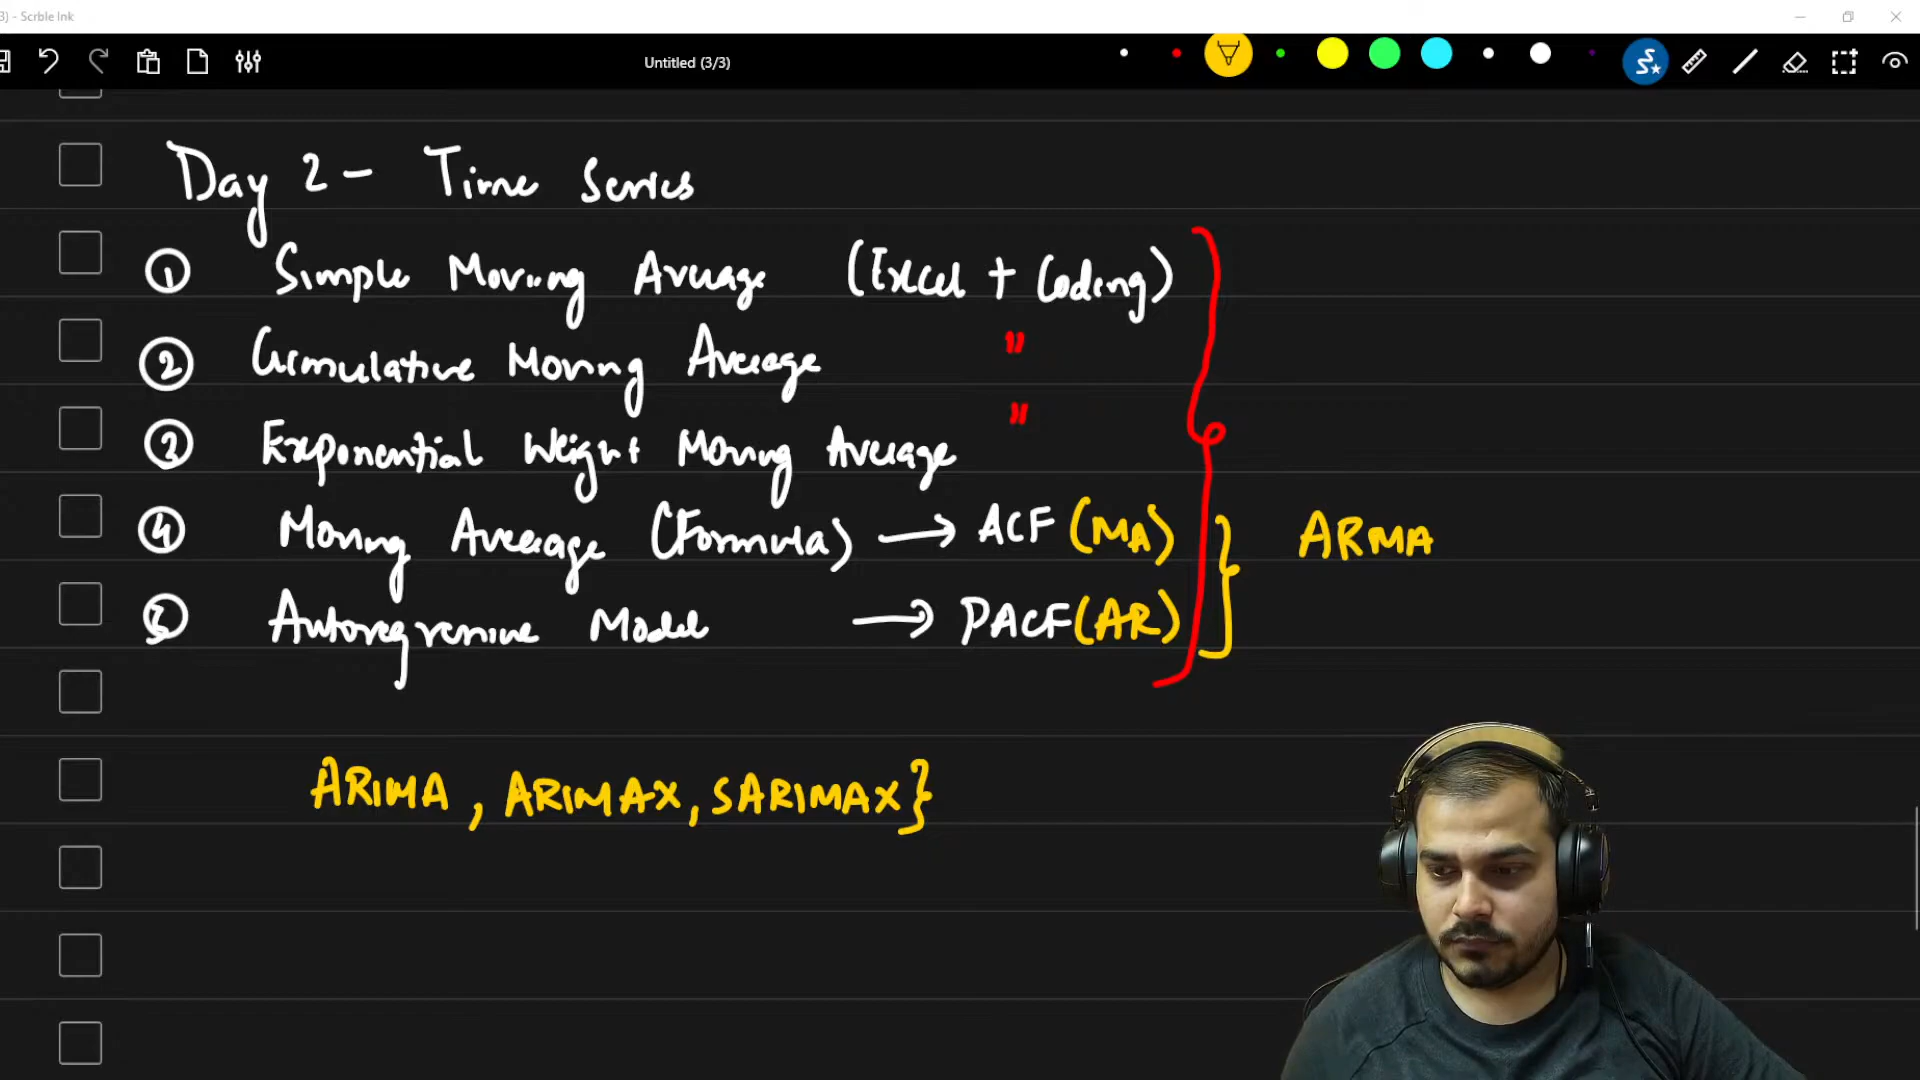 3) - Scrble Ink
Untitled (3/3)
Day 2 - Time Series
① Simple Moving Average (Excel + Coding)
② Cumulative Moving Average "
③ Exponential Weight Moving Average "
④ Moving Average (Formula) → ACF (MA) } ARMA
⑤ Autoregressive Model → PACF (AR)
ARIMA, ARIMAX, SARIMAX }